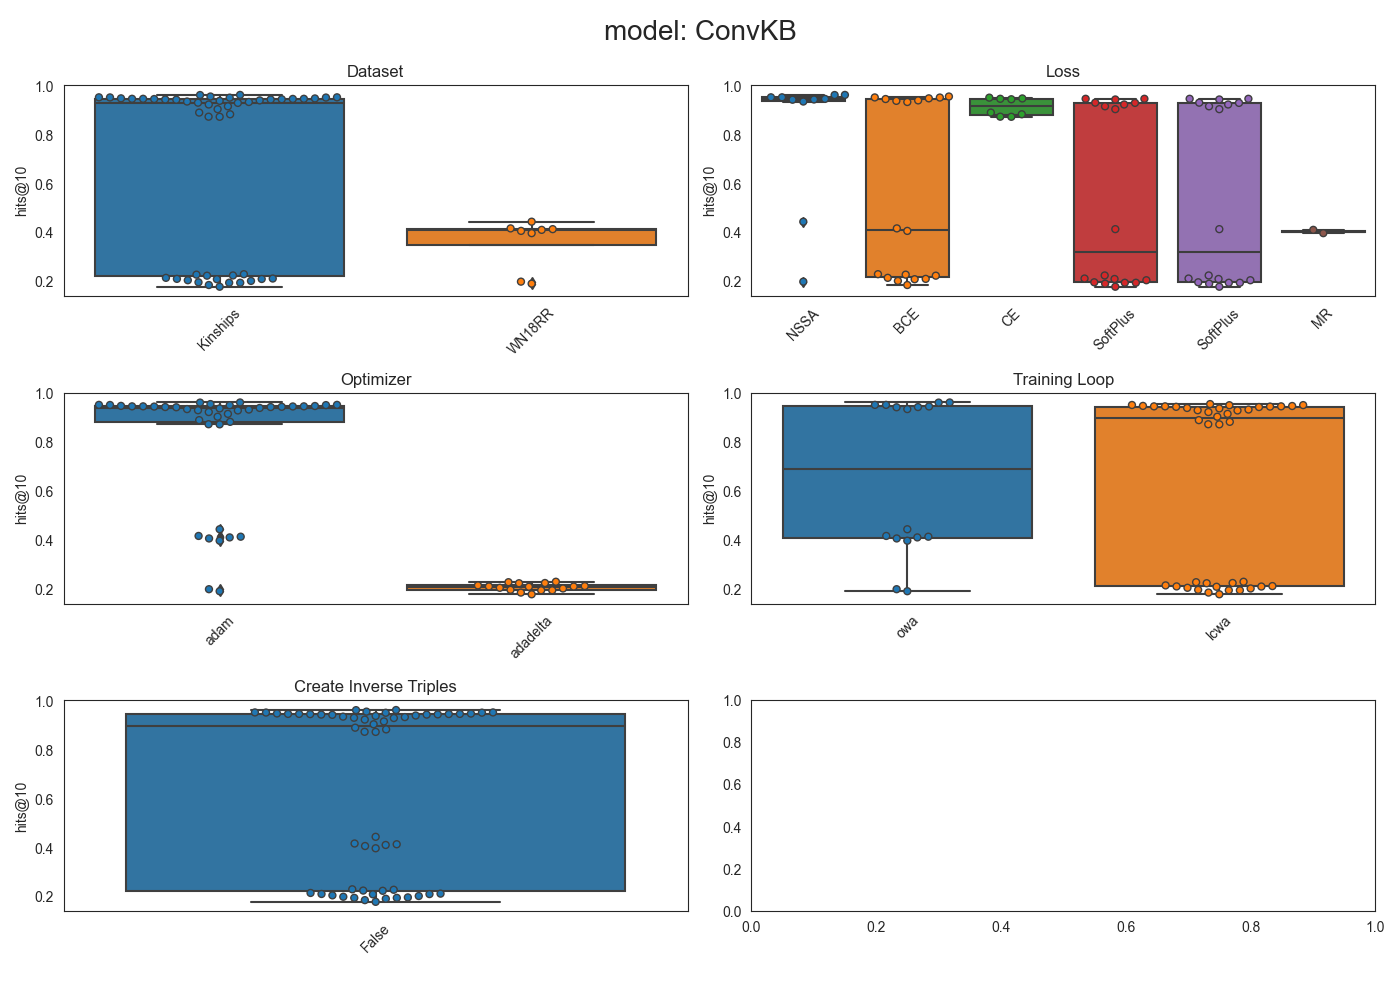 model: ConvKB
Dataset
1.0
0.8
0.6
0.4
0.2
hits@10
Kinships
WN18RR
Loss
1.0
0.8
0.6
0.4
0.2
hits@10
NSSA
BCE
CE
SoftPlus
SoftPlus
MR
Optimizer
1.0
0.8
0.6
0.4
0.2
hits@10
adam
adadelta
Training Loop
1.0
0.8
0.6
0.4
0.2
hits@10
owa
lcwa
Create Inverse Triples
1.0
0.8
0.6
0.4
0.2
hits@10
False
1.0
0.8
0.6
0.4
0.2
0.0
0.0 0.2 0.4 0.6 0.8 1.0